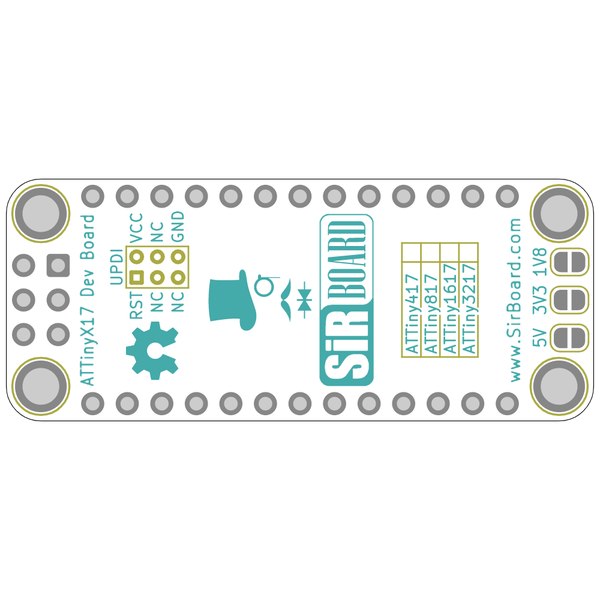 ATTinyX17 Dev Board
UPDI
VCC
NC
GND
RST
NC
NC
SiR BOARD
ATTiny417
ATTiny817
ATTiny1617
ATTiny3217
www.SirBoard.com
5V 3V3 1V8